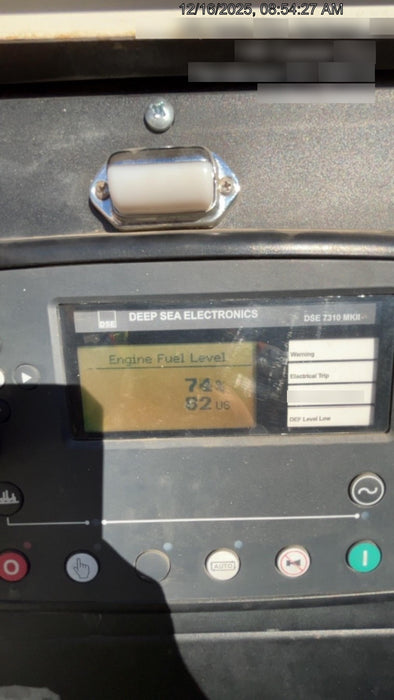 12/16/2025, 08:54:27 AM
DSE
DEEP SEA ELECTRONICS
DSE 7310 MKII
Engine Fuel Level
74%
82 US
Warning
Electrical Trip
DEF Level Low
O
AUTO
I